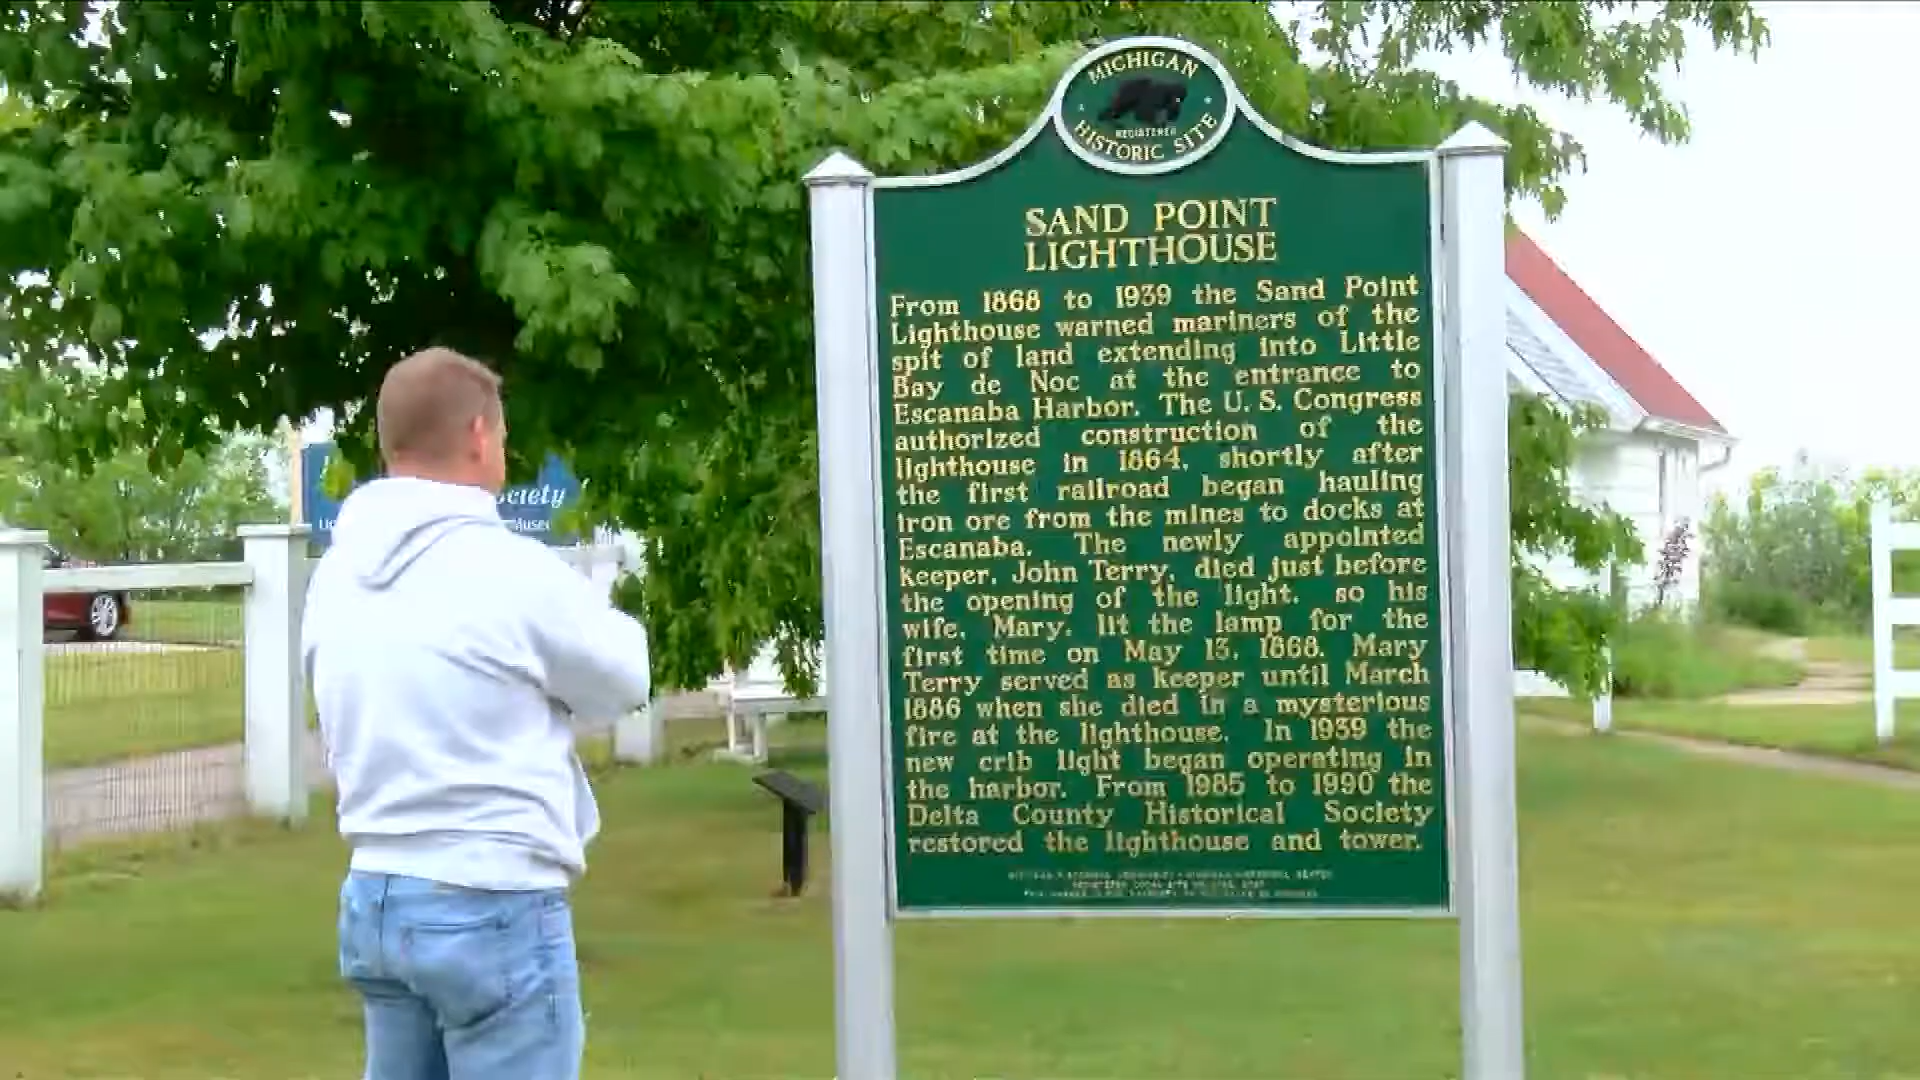 MICHIGAN
REGISTERED
HISTORIC SITE
SAND POINT
LIGHTHOUSE
From 1868 to 1939 the Sand Point
Lighthouse warned mariners of the
spit of land extending into Little
Bay de Noc at the entrance to
Escanaba Harbor. The U. S. Congress
authorized construction of the
lighthouse in 1864, shortly after
the first railroad began hauling
iron ore from the mines to docks at
Escanaba. The newly appointed
keeper, John Terry, died just before
the opening of the light, so his
wife, Mary, lit the lamp for the
first time on May 13, 1868. Mary
Terry served as keeper until March
1886 when she died in a mysterious
fire at the lighthouse. In 1939 the
new crib light began operating in
the harbor. From 1985 to 1990 the
Delta County Historical Society
restored the lighthouse and tower.